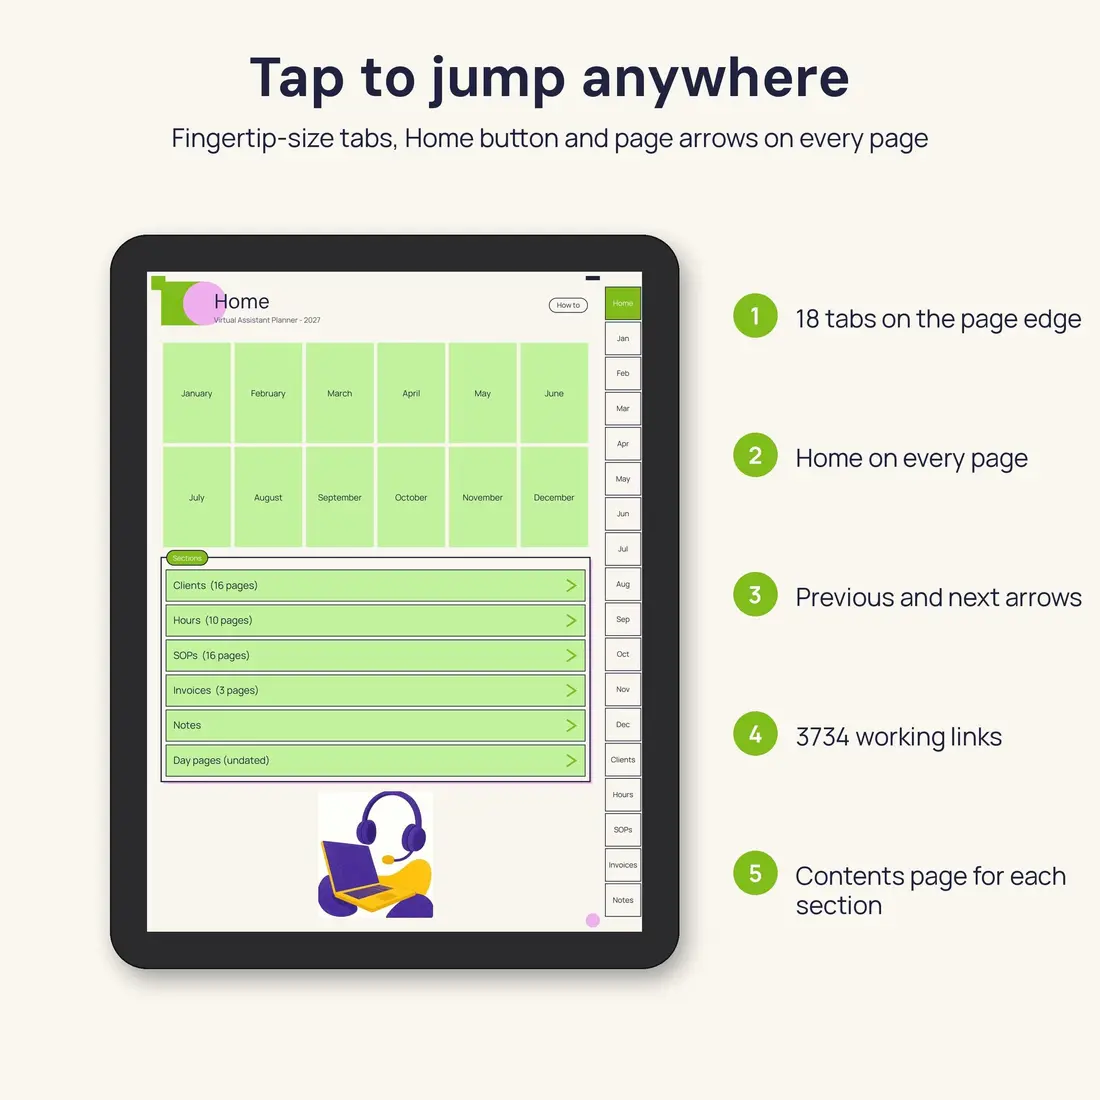 Tap to jump anywhere
Fingertip-size tabs, Home button and page arrows on every page
Home
Virtual Assistant Planner - 2027
How to
January February March April May June
July August September October November December
Sections
Clients (16 pages)
Hours (10 pages)
SOPs (16 pages)
Invoices (3 pages)
Notes
Day pages (undated)
Home
Jan
Feb
Mar
Apr
May
Jun
Jul
Aug
Sep
Oct
Nov
Dec
Clients
Hours
SOPs
Invoices
Notes
1 18 tabs on the page edge
2 Home on every page
3 Previous and next arrows
4 3734 working links
5 Contents page for each
section